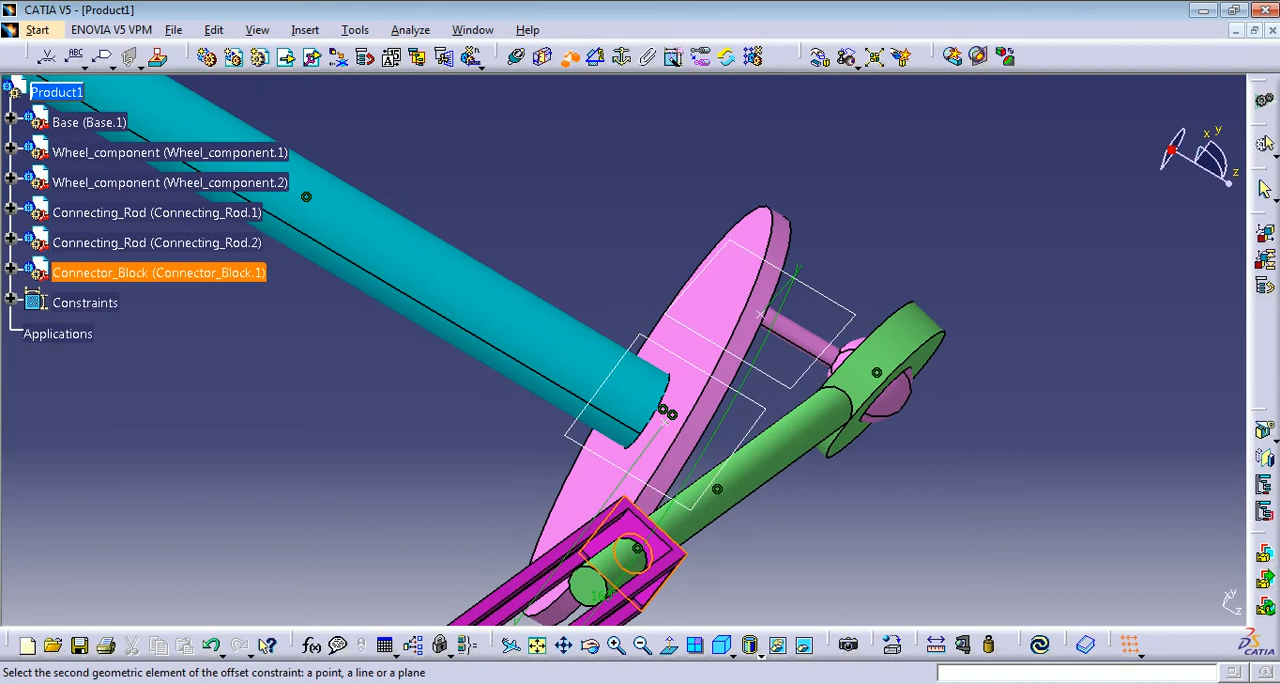 CATIA V5 - [Product1]
Start ENOVIA V5 VPM File Edit View Insert Tools Analyze Window Help
Product1
Base (Base.1)
Wheel_component (Wheel_component.1)
Wheel_component (Wheel_component.2)
Connecting_Rod (Connecting_Rod.1)
Connecting_Rod (Connecting_Rod.2)
Connector_Block (Connector_Block.1)
Constraints
Applications
x y
z
y
x y
z
CATIA
Select the second geometric element of the offset constraint: a point, a line or a plane